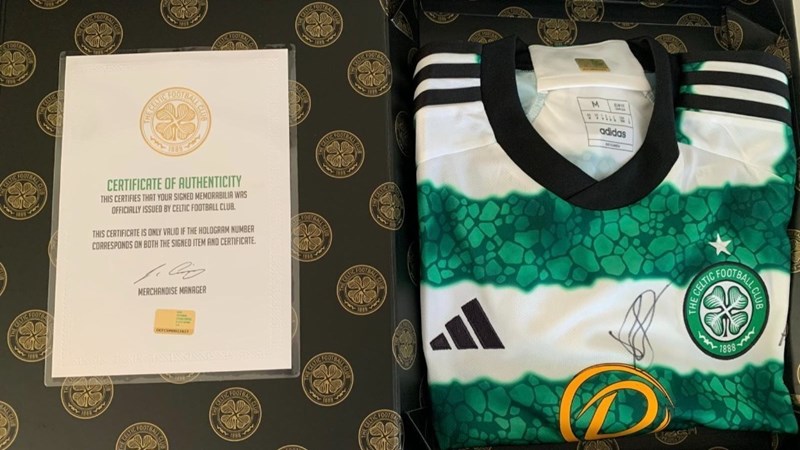 THE CELTIC FOOTBALL CLUB
1888
CERTIFICATE OF AUTHENTICITY
THIS CERTIFIES THAT YOUR SIGNED MEMORABILIA WAS
OFFICIALLY ISSUED BY CELTIC FOOTBALL CLUB.
THIS CERTIFICATE IS ONLY VALID IF THE HOLOGRAM NUMBER
CORRESPONDS ON BOTH THE SIGNED ITEM AND CERTIFICATE.
MERCHANDISE MANAGER
M
adidas
THE CELTIC FOOTBALL CLUB
1888